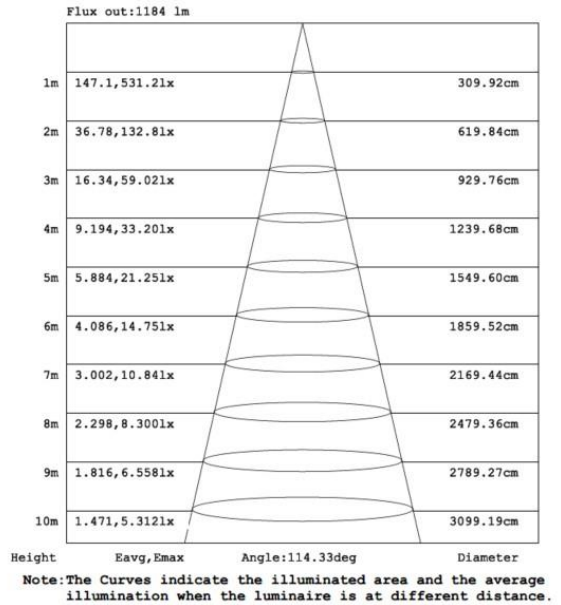 Flux out:1184 lm
1m 147.1,531.2lx 309.92cm
2m 36.78,132.8lx 619.84cm
3m 16.34,59.02lx 929.76cm
4m 9.194,33.20lx 1239.68cm
5m 5.884,21.25lx 1549.60cm
6m 4.086,14.75lx 1859.52cm
7m 3.002,10.84lx 2169.44cm
8m 2.298,8.300lx 2479.36cm
9m 1.816,6.558lx 2789.27cm
10m 1.471,5.312lx 3099.19cm
Height Eavg,Emax Angle:114.33deg Diameter
Note:The Curves indicate the illuminated area and the average
illumination when the luminaire is at different distance.